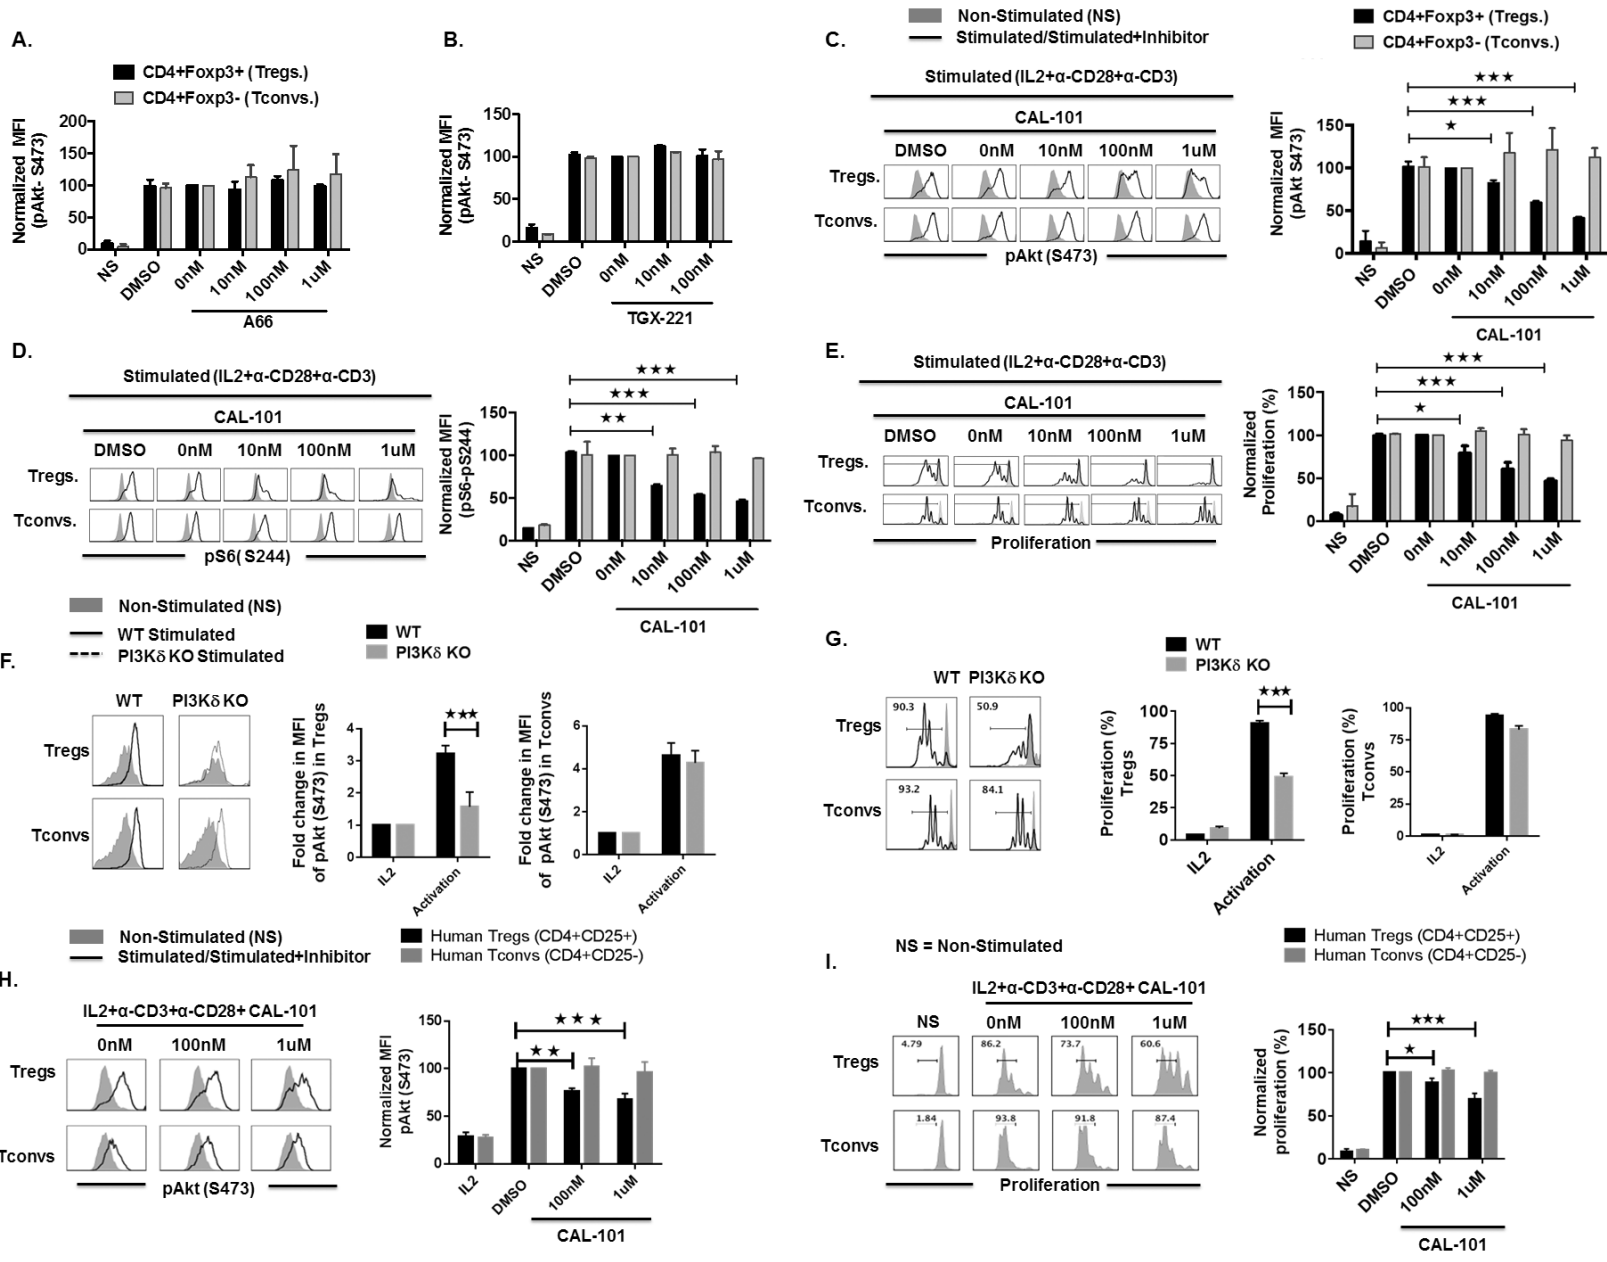 A.
CD4+Foxp3+ (Tregs.)
CD4+Foxp3- (Tconvs.)
Normalized MFI
(pAkt- S473)
200
150
100
50
0
NS
DMSO
0nM
10nM
100nM
1uM
A66
B.
Normalized MFI
(pAkt- S473)
150
100
50
0
NS
DMSO
0nM
10nM
100nM
TGX-221
C.
Non-Stimulated (NS)
Stimulated/Stimulated+Inhibitor
Stimulated (IL2+α-CD28+α-CD3)
CAL-101
DMSO 0nM 10nM 100nM 1uM
Tregs.
Tconvs.
pAkt (S473)
CD4+Foxp3+ (Tregs.)
CD4+Foxp3- (Tconvs.)
★★★
★★★
★
Normalized MFI
(pAkt S473)
150
100
50
0
NS
DMSO
0nM
10nM
100nM
1uM
CAL-101
D.
Stimulated (IL2+α-CD28+α-CD3)
CAL-101
DMSO 0nM 10nM 100nM 1uM
Tregs.
Tconvs.
pS6( S244)
★★★
★★★
★★
Normalized MFI
(pS6-pS244)
150
100
50
0
NS
DMSO
0nM
10nM
100nM
1uM
CAL-101
E.
Stimulated (IL2+α-CD28+α-CD3)
CAL-101
DMSO 0nM 10nM 100nM 1uM
Tregs.
Tconvs.
Proliferation
★★★
★★★
★
Normalized
Proliferation (%)
150
100
50
0
NS
DMSO
0nM
10nM
100nM
1uM
CAL-101
Non-Stimulated (NS)
WT Stimulated
PI3Kδ KO Stimulated
F.
WT PI3Kδ KO
Tregs
Tconvs
WT
PI3Kδ KO
★★★
Fold change in MFI
of pAkt (S473) in Tregs
4
3
2
1
0
IL2
Activation
Fold change in MFI
of pAkt (S473) in Tconvs
6
4
2
0
IL2
Activation
G.
WT PI3Kδ KO
Tregs
90.3
50.9
Tconvs
93.2
84.1
WT
PI3Kδ KO
★★★
Proliferation (%)
Tregs
100
75
50
25
0
IL2
Activation
Proliferation (%)
Tconvs
100
75
50
25
0
IL2
Activation
Non-Stimulated (NS)
Stimulated/Stimulated+Inhibitor
Human Tregs (CD4+CD25+)
Human Tconvs (CD4+CD25-)
H.
IL2+α-CD3+α-CD28+ CAL-101
0nM 100nM 1uM
Tregs
Tconvs
pAkt (S473)
★★★
★★
Normalized MFI
pAkt (S473)
150
100
50
0
IL2
DMSO
100nM
1uM
CAL-101
I.
NS = Non-Stimulated
IL2+α-CD3+α-CD28+ CAL-101
NS 0nM 100nM 1uM
Tregs
4.79
86.2
73.7
60.6
Tconvs
1.84
93.8
91.8
87.4
Proliferation
Human Tregs (CD4+CD25+)
Human Tconvs (CD4+CD25-)
★★★
★
Normalized
proliferation (%)
150
100
50
0
NS
DMSO
100nM
1uM
CAL-101